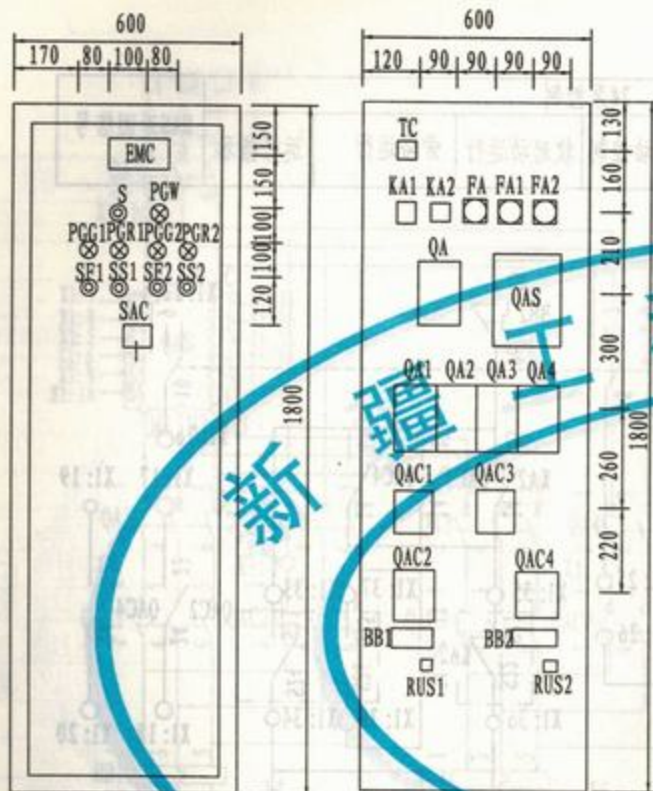 600
170 80 100 80
EMC
S PGW
PGG1 PGR1 PGG2 PGR2
SF1 SS1 SF2 SS2
SAC
150
150
100
100
120
1800
600
120 90 90 90 90
TC
KA1 KA2 FA FA1 FA2
QA QAS
QA1 QA2 QA3 QA4
QAC1 QAC3
QAC2 QAC4
BB1 BB2
RUS1 RUS2
130
160
210
300
260
220
1800
新疆工